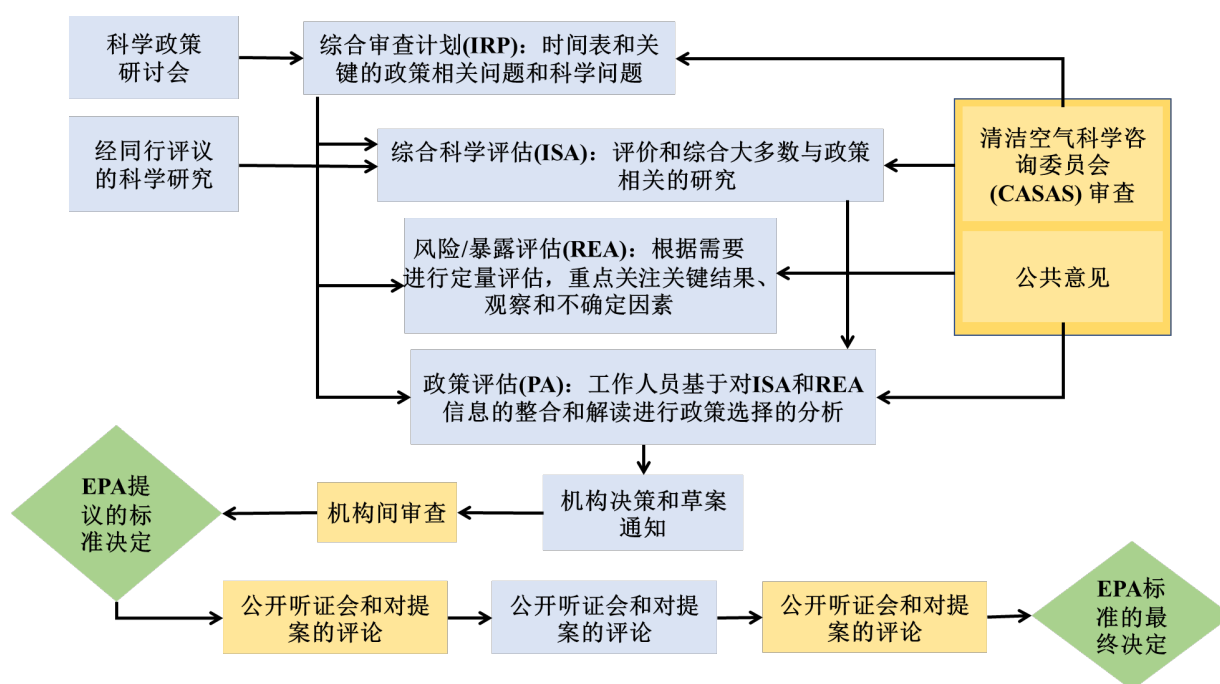 科学政策
研讨会
综合审查计划(IRP)：时间表和关
键的政策相关问题和科学问题
经同行评议
的科学研究
综合科学评估(ISA)：评价和综合大多数与政策
相关的研究
清洁空气科学咨
询委员会
(CASAS) 审查
风险/暴露评估(REA)：根据需要
进行定量评估，重点关注关键结果、
观察和不确定因素
公共意见
政策评估(PA)：工作人员基于对ISA和REA
信息的整合和解读进行政策选择的分析
EPA提
议的标
准决定
机构间审查
机构决策和草案
通知
公开听证会和对提
案的评论
公开听证会和对提
案的评论
公开听证会和对提
案的评论
EPA标
准的最
终决定